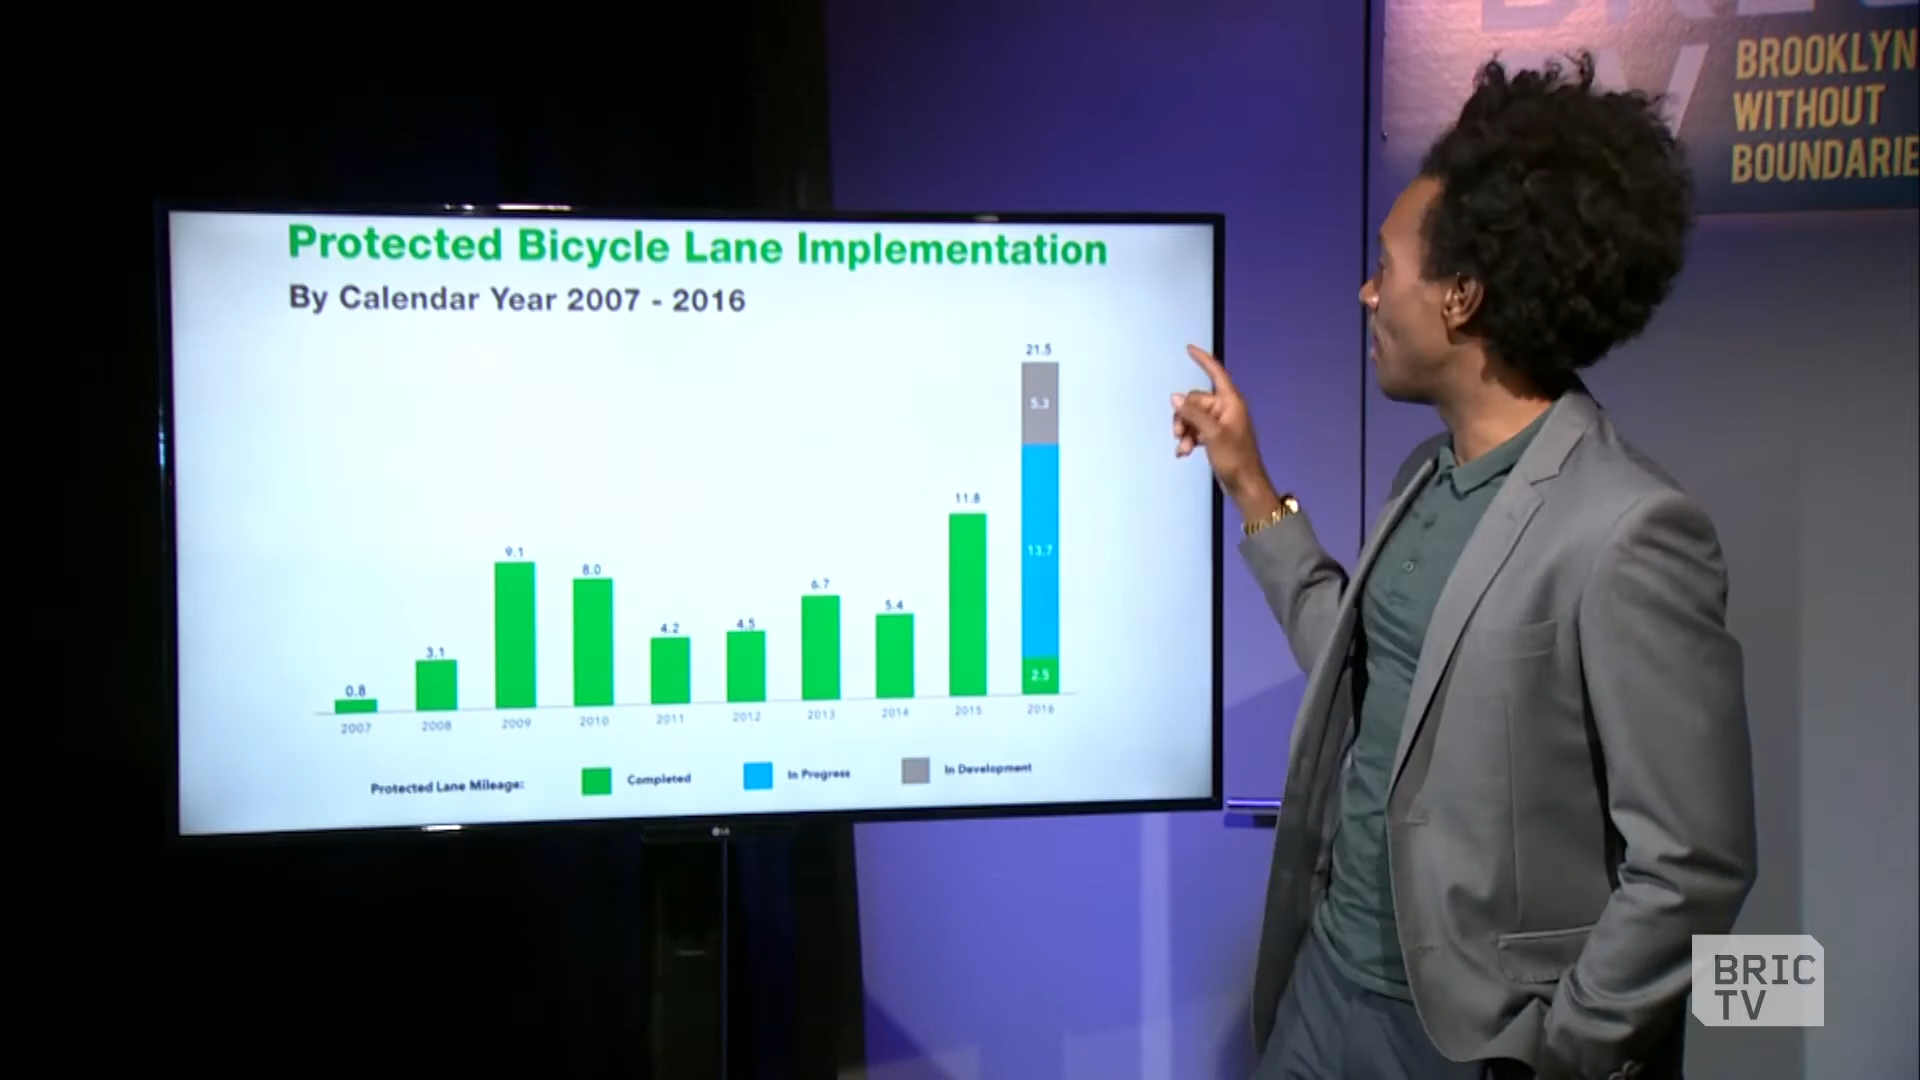 BROOKLYN
WITHOUT
BOUNDARIE
Protected Bicycle Lane Implementation
By Calendar Year 2007 - 2016
21.5
5.3
11.8
13.7
9.1
8.0
6.7
5.4
4.2
4.5
3.1
2.5
0.8
2007 2008 2009 2010 2011 2012 2013 2014 2015 2016
Protected Lane Mileage: Completed In Progress In Development
LG
BRIC
TV